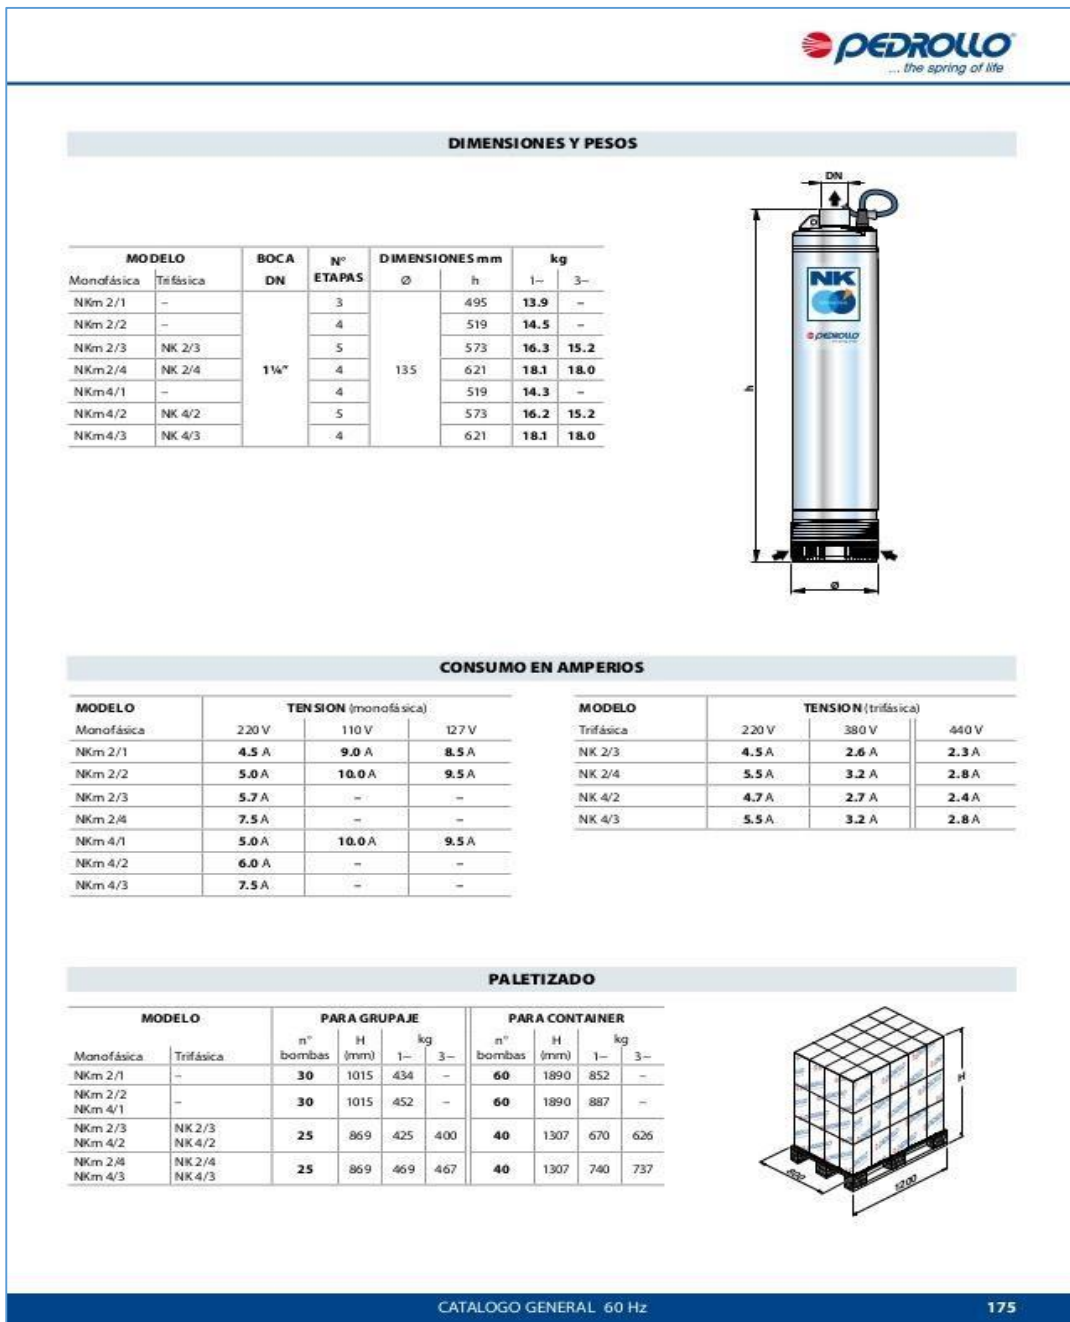 PEDROLLO
... the spring of life
DIMENSIONES Y PESOS
DN
MODELO BOCA N° DIMENSIONES mm kg
Monofásica Trifásica DN ETAPAS Ø h 1~ 3~
NKm 2/1 – 3 495 13.9 –
NKm 2/2 – 4 519 14.5 –
NKm 2/3 NK 2/3 5 573 16.3 15.2
NKm 2/4 NK 2/4 1¼” 4 135 621 18.1 18.0
NKm 4/1 – 4 519 14.3 –
NKm 4/2 NK 4/2 5 573 16.2 15.2
NKm 4/3 NK 4/3 4 621 18.1 18.0
NK
PEDROLLO
h
Ø
CONSUMO EN AMPERIOS
MODELO TENSION (monofásica)
Monofásica 220 V 110 V 127 V
NKm 2/1 4.5 A 9.0 A 8.5 A
NKm 2/2 5.0 A 10.0 A 9.5 A
NKm 2/3 5.7 A – –
NKm 2/4 7.5 A – –
NKm 4/1 5.0 A 10.0 A 9.5 A
NKm 4/2 6.0 A – –
NKm 4/3 7.5 A – –
MODELO TENSION (trifásica)
Trifásica 220 V 380 V 440 V
NK 2/3 4.5 A 2.6 A 2.3 A
NK 2/4 5.5 A 3.2 A 2.8 A
NK 4/2 4.7 A 2.7 A 2.4 A
NK 4/3 5.5 A 3.2 A 2.8 A
PALETIZADO
MODELO PARA GRUPAJE PARA CONTAINER
n° H kg n° H kg
Monofásica Trifásica bombas (mm) 1~ 3~ bombas (mm) 1~ 3~
NKm 2/1 – 30 1015 434 – 60 1890 852 –
NKm 2/2
NKm 4/1 – 30 1015 452 – 60 1890 887 –
NKm 2/3 NK 2/3
NKm 4/2 NK 4/2 25 869 425 400 40 1307 670 626
NKm 2/4 NK 2/4
NKm 4/3 NK 4/3 25 869 469 467 40 1307 740 737
H
1200
CATALOGO GENERAL 60 Hz 175